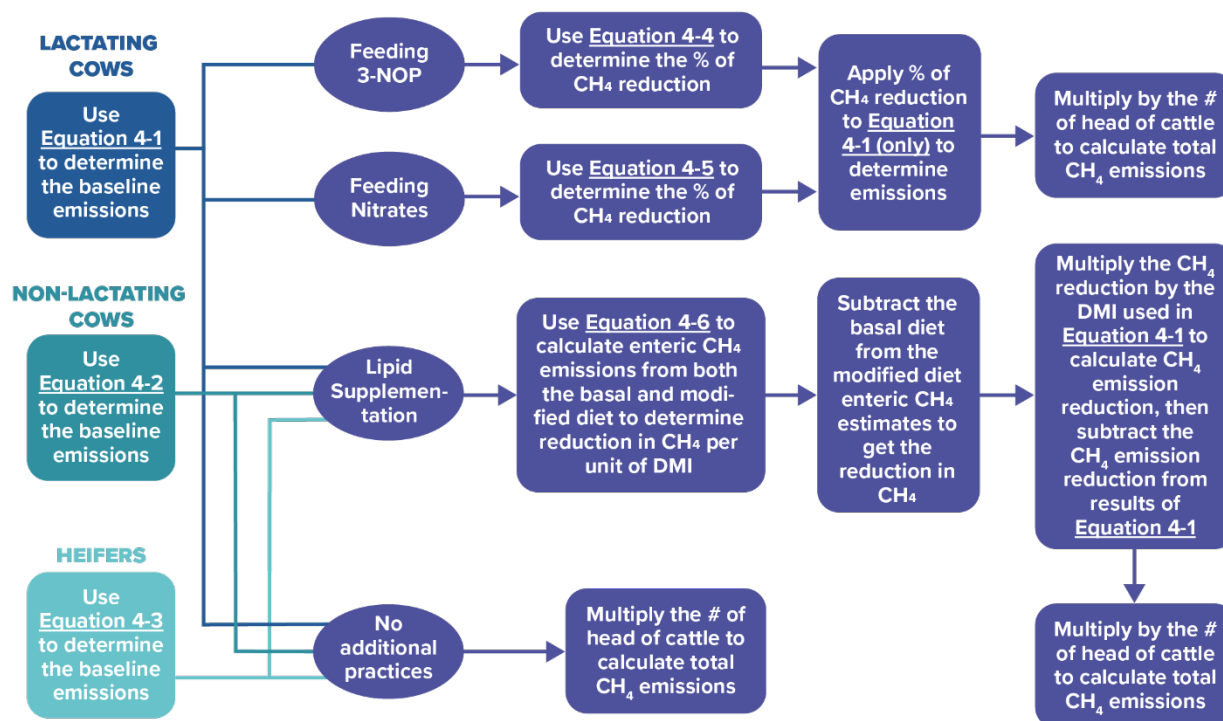 LACTATING
COWS
Use
Equation 4-1
to determine
the baseline
emissions
Feeding
3-NOP
Use Equation 4-4 to
determine the % of
CH₄ reduction
Apply % of
CH₄ reduction
to Equation
4-1 (only) to
determine
emissions
Multiply by the #
of head of cattle
to calculate total
CH₄ emissions
Feeding
Nitrates
Use Equation 4-5 to
determine the % of
CH₄ reduction
NON-LACTATING
COWS
Use
Equation 4-2
to determine
the baseline
emissions
Lipid
Supplemen-
tation
Use Equation 4-6 to
calculate enteric CH₄
emissions from both
the basal and modi-
fied diet to determine
reduction in CH₄ per
unit of DMI
Subtract the
basal diet
from the
modified diet
enteric CH₄
estimates to
get the
reduction in
CH₄
Multiply the CH₄
reduction by the
DMI used in
Equation 4-1 to
calculate CH₄
emission
reduction, then
subtract the
CH₄ emission
reduction from
results of
Equation 4-1
HEIFERS
Use
Equation 4-3
to determine
the baseline
emissions
No
additional
practices
Multiply the # of
head of cattle to
calculate total
CH₄ emissions
Multiply by the #
of head of cattle
to calculate total
CH₄ emissions